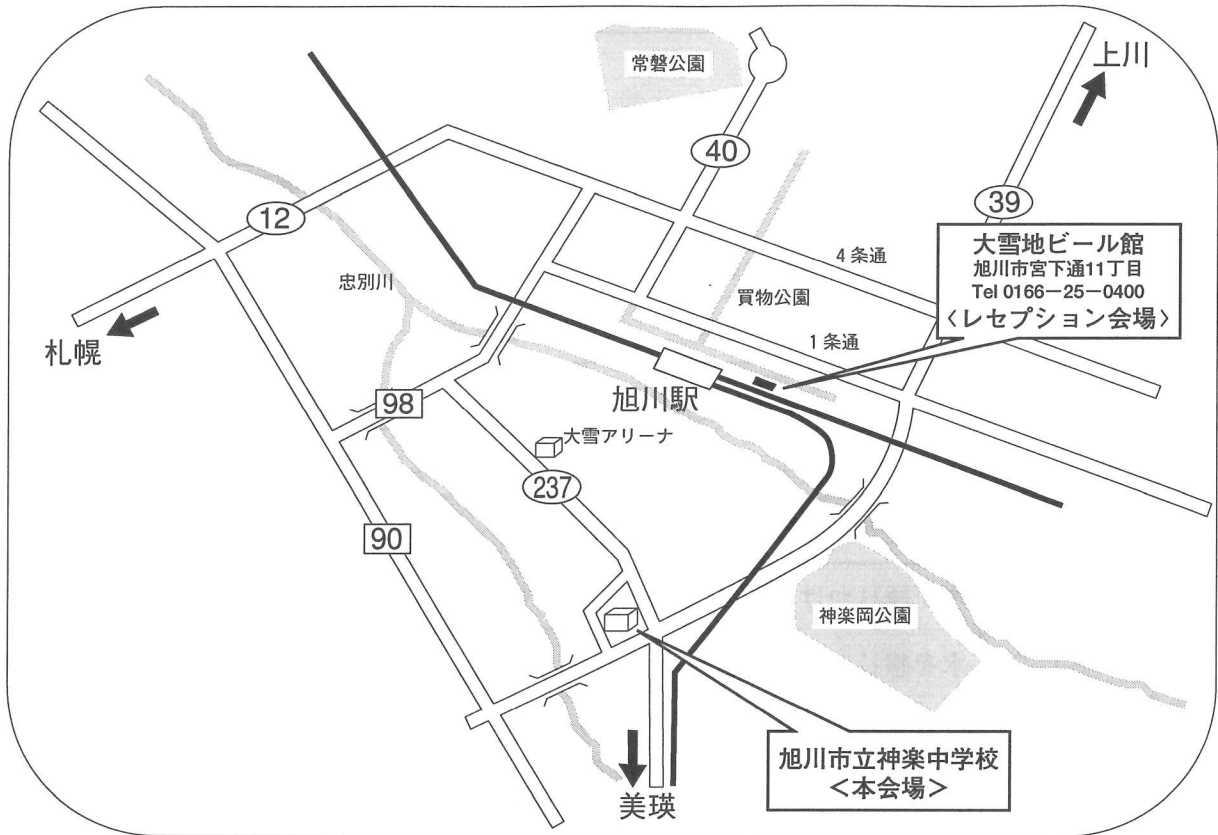 常磐公園
上川
40
39
12
大雪地ビール館
旭川市宮下通11丁目
Tel 0166−25−0400
〈レセプション会場〉
4条通
忠別川
買物公園
1条通
札幌
旭川駅
98
大雪アリーナ
237
90
神楽岡公園
旭川市立神楽中学校
＜本会場＞
美瑛